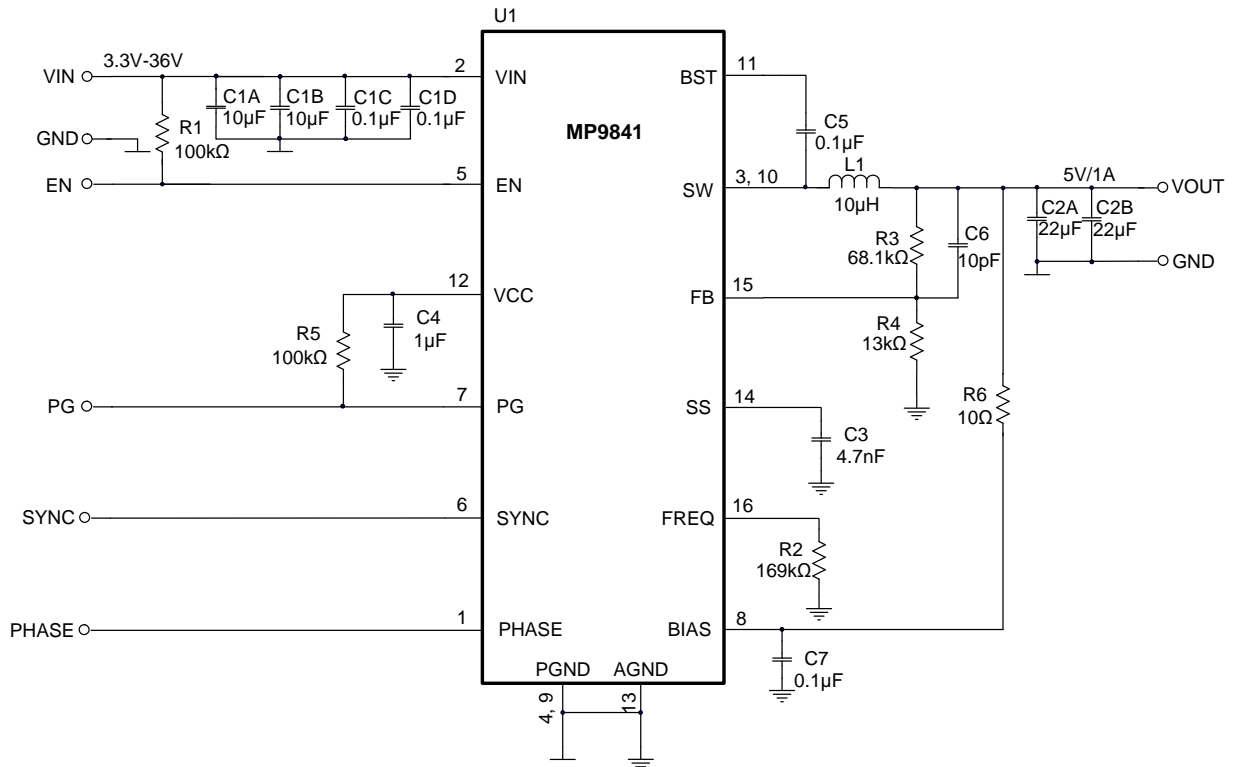 U1
3.3V-36V
VIN
2
VIN
BST
11
C1A
10µF
C1B
10µF
C1C
0.1µF
C1D
0.1µF
MP9841
C5
0.1µF
GND
R1
100kΩ
EN
5
EN
SW
3, 10
L1
10µH
5V/1A
VOUT
C2A
22µF
C2B
22µF
R3
68.1kΩ
C6
10pF
GND
12
VCC
FB
15
R5
100kΩ
C4
1µF
R4
13kΩ
PG
7
PG
SS
14
R6
10Ω
C3
4.7nF
SYNC
6
SYNC
FREQ
16
R2
169kΩ
PHASE
1
PHASE
BIAS
8
C7
0.1µF
PGND
AGND
4, 9
13